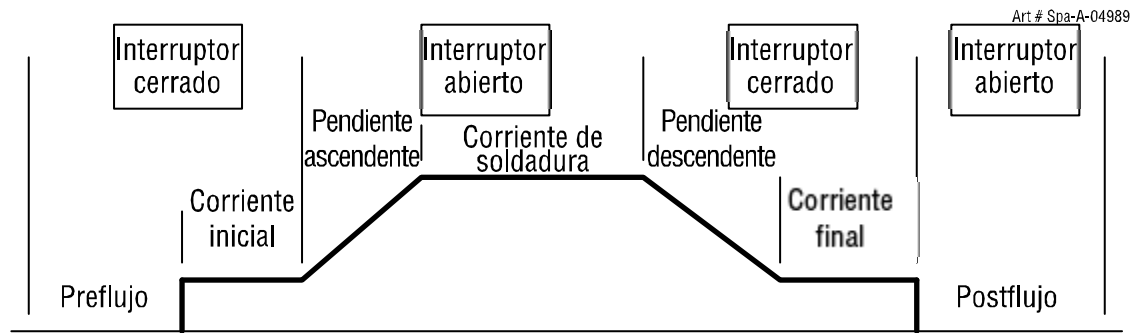 Art # Spa-A-04989
Interruptor
cerrado
Interruptor
abierto
Interruptor
cerrado
Interruptor
abierto
Pendiente
ascendente
Corriente de
soldadura
Pendiente
descendente
Corriente
inicial
Corriente
final
Preflujo
Postflujo